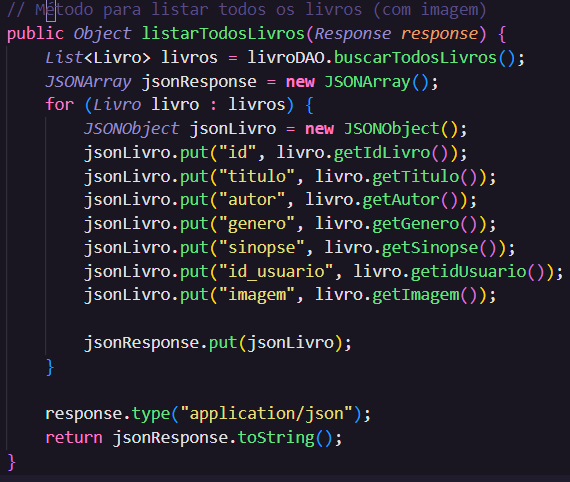 // Método para listar todos os livros (com imagem)
public Object listarTodosLivros(Response response) {
    List<Livro> livros = livroDAO.buscarTodosLivros();
    JSONArray jsonResponse = new JSONArray();
    for (Livro livro : livros) {
        JSONObject jsonLivro = new JSONObject();
        jsonLivro.put("id", livro.getIdLivro());
        jsonLivro.put("titulo", livro.getTitulo());
        jsonLivro.put("autor", livro.getAutor());
        jsonLivro.put("genero", livro.getGenero());
        jsonLivro.put("sinopse", livro.getSinopse());
        jsonLivro.put("id_usuario", livro.getidUsuario());
        jsonLivro.put("imagem", livro.getImagem());

        jsonResponse.put(jsonLivro);
    }

    response.type("application/json");
    return jsonResponse.toString();
}